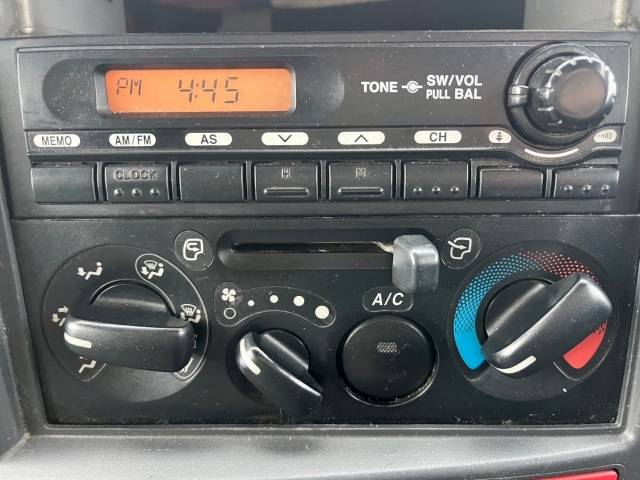 PM 4:45
TONE SW/VOL
PULL BAL
MEMO AM/FM AS CH
CLOCK H M
A/C